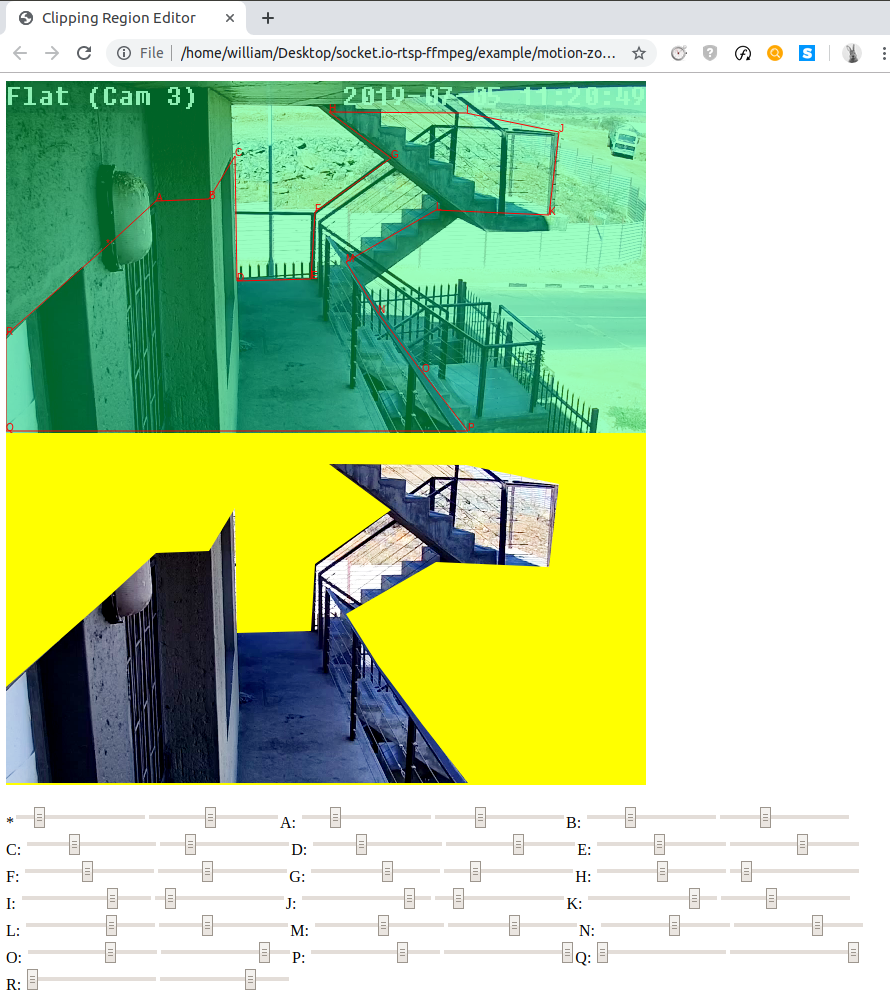 Clipping Region Editor
File /home/william/Desktop/socket.io-rtsp-ffmpeg/example/motion-zo...
Flat (Cam 3) 2019-07-05 11:20:49
J
C
G
A
B
F
K
D
R
O
Q
* A: B:
C: D: E:
F: G: H:
I: J: K:
L: M: N:
O: P: Q:
R: